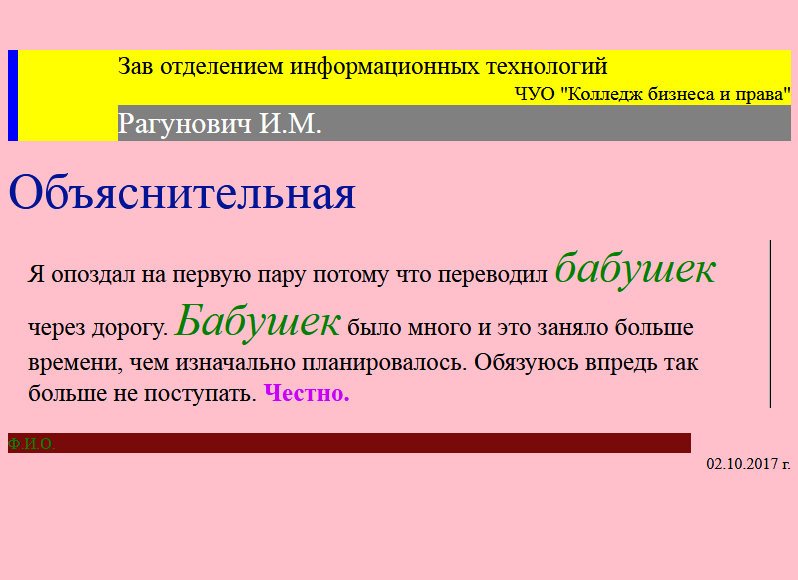 Зав отделением информационных технологий
ЧУО "Колледж бизнеса и права"
Рагунович И.М.
Объяснительная
Я опоздал на первую пару потому что переводил бабушек
через дорогу. Бабушек было много и это заняло больше
времени, чем изначально планировалось. Обязуюсь впредь так
больше не поступать. Честно.
Ф.И.О.
02.10.2017 г.